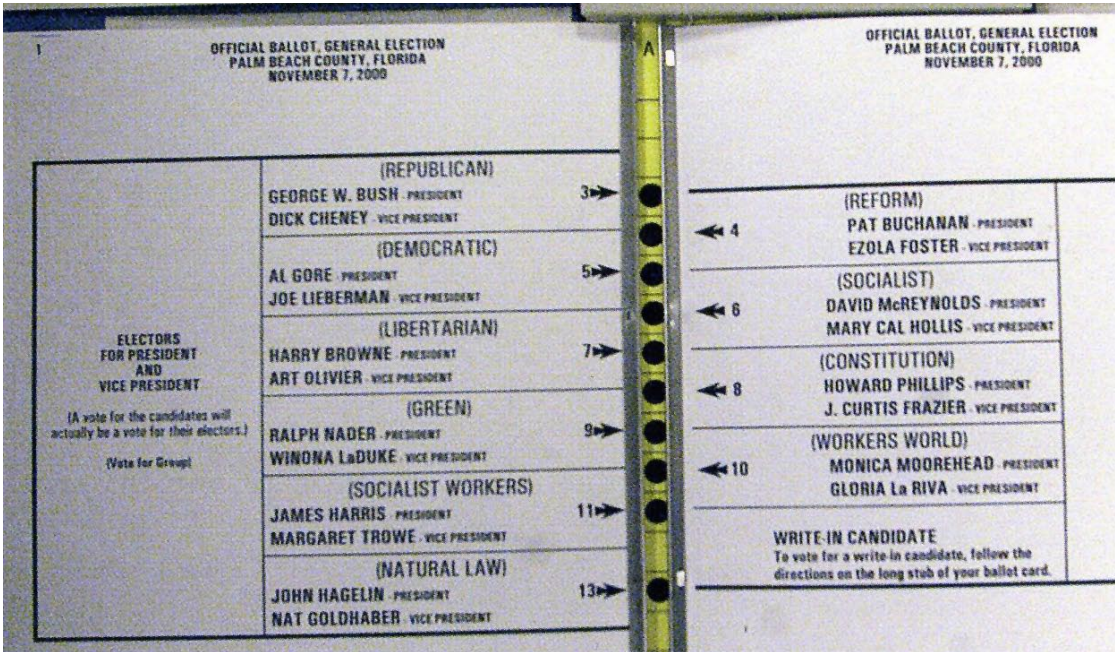 1
OFFICIAL BALLOT, GENERAL ELECTION
PALM BEACH COUNTY, FLORIDA
NOVEMBER 7, 2000
ELECTORS
FOR PRESIDENT
AND
VICE PRESIDENT
(A vote for the candidates will
actually be a vote for their electors.)
(Vote for Group)
(REPUBLICAN)
GEORGE W. BUSH - PRESIDENT 3
DICK CHENEY - VICE PRESIDENT
(DEMOCRATIC)
AL GORE - PRESIDENT 5
JOE LIEBERMAN - VICE PRESIDENT
(LIBERTARIAN)
HARRY BROWNE - PRESIDENT 7
ART OLIVIER - VICE PRESIDENT
(GREEN)
RALPH NADER - PRESIDENT 9
WINONA LaDUKE - VICE PRESIDENT
(SOCIALIST WORKERS)
JAMES HARRIS - PRESIDENT 11
MARGARET TROWE - VICE PRESIDENT
(NATURAL LAW)
JOHN HAGELIN - PRESIDENT 13
NAT GOLDHABER - VICE PRESIDENT
A
OFFICIAL BALLOT, GENERAL ELECTION
PALM BEACH COUNTY, FLORIDA
NOVEMBER 7, 2000
(REFORM)
4 PAT BUCHANAN - PRESIDENT
EZOLA FOSTER - VICE PRESIDENT
(SOCIALIST)
6 DAVID McREYNOLDS - PRESIDENT
MARY CAL HOLLIS - VICE PRESIDENT
(CONSTITUTION)
8 HOWARD PHILLIPS - PRESIDENT
J. CURTIS FRAZIER - VICE PRESIDENT
(WORKERS WORLD)
10 MONICA MOOREHEAD - PRESIDENT
GLORIA La RIVA - VICE PRESIDENT
WRITE-IN CANDIDATE
To vote for a write-in candidate, follow the
directions on the long stub of your ballot card.